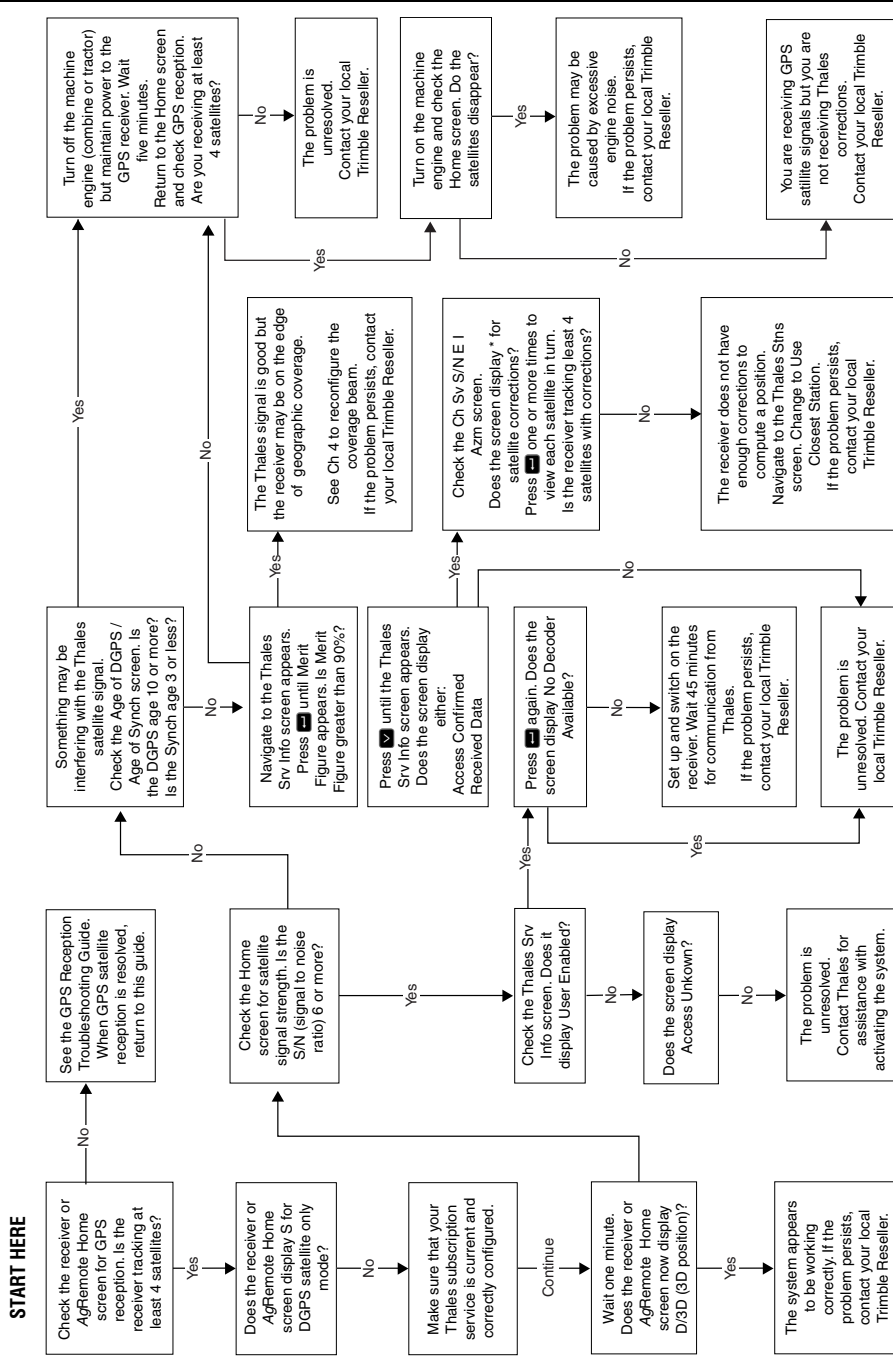 START HERE
Check the receiver or
AgRemote Home
screen for GPS
reception. Is the
receiver tracking at
least 4 satellites?
No
See the GPS Reception
Troubleshooting Guide.
When GPS satellite
reception is resolved,
return to this guide.
Yes
Does the receiver or
AgRemote Home
screen display S for
DGPS satellite only
mode?
No
Make sure that your
Thales subscription
service is current and
correctly configured.
Continue
Wait one minute.
Does the receiver or
AgRemote Home
screen now display
D/3D (3D position)?
Yes
The system appears
to be working
correctly. If the
problem persists,
contact your local
Trimble Reseller.
Check the Home
screen for satellite
signal strength. Is the
S/N (signal to noise
ratio) 6 or more?
No
Yes
Check the Thales Srv
Info screen. Does it
display User Enabled?
Yes
No
Does the screen display
Access Unkown?
No
The problem is
unresolved.
Contact Thales for
assistance with
activating the system.
Something may be
interfering with the Thales
satellite signal.
Check the Age of DGPS /
Age of Synch screen. Is
the DGPS age 10 or more?
Is the Synch age 3 or less?
Yes
No
Navigate to the Thales
Srv Info screen appears.
Press until Merit
Figure appears. Is Merit
Figure greater than 90%?
No
Yes
The Thales signal is good but
the receiver may be on the edge
of geographic coverage.
See Ch 4 to reconfigure the
coverage beam.
If the problem persists, contact
your local Trimble Reseller.
Press until the Thales
Srv Info screen appears.
Does the screen display
either:
Access Confirmed
Received Data
Yes
No
Check the Ch Sv S/N E I
Azm screen.
Does the screen display * for
satellite corrections?
Press one or more times to
view each satellite in turn.
Is the receiver tracking least 4
satellites with corrections?
No
The receiver does not have
enough corrections to
compute a position.
Navigate to the Thales Stns
screen. Change to Use
Closest Station.
If the problem persists,
contact your local
Trimble Reseller.
Press again. Does the
screen display No Decoder
Available?
No
Yes
Set up and switch on the
receiver. Wait 45 minutes
for communication from
Thales.
If the problem persists,
contact your local Trimble
Reseller.
The problem is
unresolved. Contact your
local Trimble Reseller.
Turn off the machine
engine (combine or tractor)
but maintain power to the
GPS receiver. Wait
five minutes.
Return to the Home screen
and check GPS reception.
Are you receiving at least
4 satellites?
No
The problem is
unresolved.
Contact your local
Trimble Reseller.
Yes
Turn on the machine
engine and check the
Home screen. Do the
satellites disappear?
Yes
The problem may be
caused by excessive
engine noise.
If the problem persists,
contact your local Trimble
Reseller.
No
You are receiving GPS
satillite signals but you are
not receiving Thales
corrections.
Contact your local Trimble
Reseller.